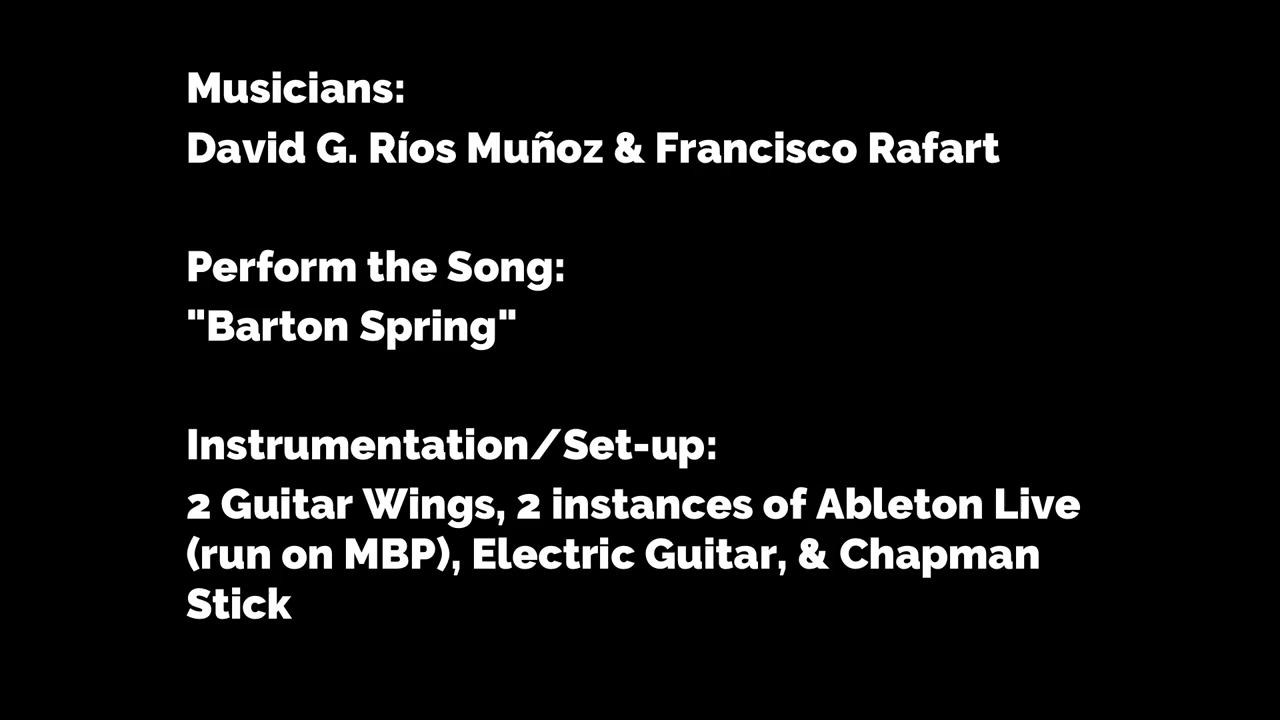 Musicians:
David G. Ríos Muñoz & Francisco Rafart
Perform the Song:
"Barton Spring"
Instrumentation/Set-up:
2 Guitar Wings, 2 instances of Ableton Live
(run on MBP), Electric Guitar, & Chapman
Stick